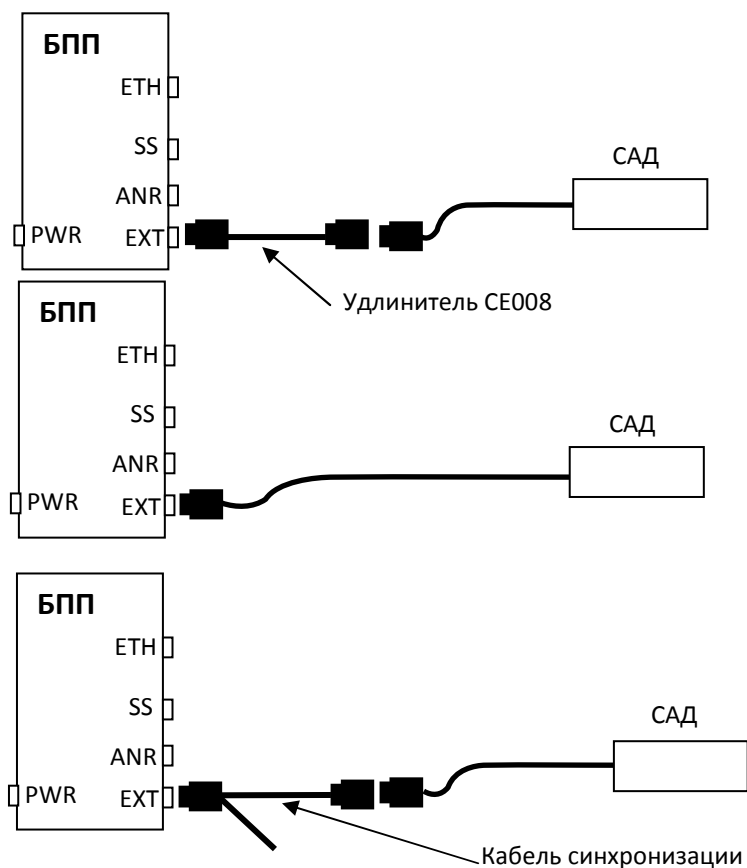 БПП
ETH
SS
САД
ANR
PWR
EXT
Удлинитель CE008
БПП
ETH
SS
САД
ANR
PWR
EXT
БПП
ETH
SS
САД
ANR
PWR
EXT
Кабель синхронизации